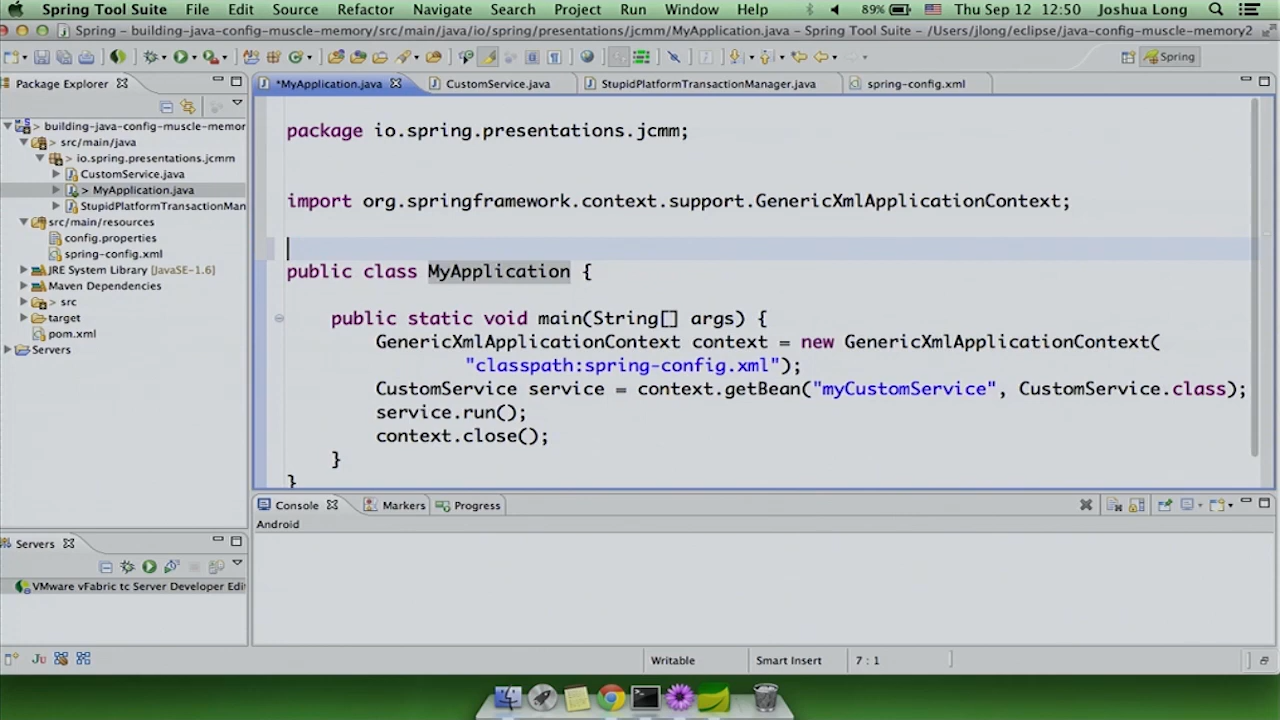 Spring Tool Suite File Edit Source Refactor Navigate Search Project Run Window Help 89% Thu Sep 12 12:50 Joshua Long
Spring - building-java-config-muscle-memory/src/main/java/io/spring/presentations/jcmm/MyApplication.java - Spring Tool Suite - /Users/jlong/eclipse/workspaces/java-config-muscle-memory2
Spring
Package Explorer
*MyApplication.java CustomService.java StupidPlatformTransactionManager.java spring-config.xml
> building-java-config-muscle-memor
> src/main/java
> io.spring.presentations.jcmm
CustomService.java
> MyApplication.java
StupidPlatformTransactionMan
src/main/resources
config.properties
spring-config.xml
JRE System Library [JavaSE-1.6]
Maven Dependencies
> src
target
pom.xml
Servers
package io.spring.presentations.jcmm;
import org.springframework.context.support.GenericXmlApplicationContext;
public class MyApplication {
public static void main(String[] args) {
GenericXmlApplicationContext context = new GenericXmlApplicationContext(
"classpath:spring-config.xml");
CustomService service = context.getBean("myCustomService", CustomService.class);
service.run();
context.close();
}
}
Console Markers Progress
Android
Servers
VMware vFabric tc Server Developer Edi
Ju
Writable Smart Insert 7 : 1